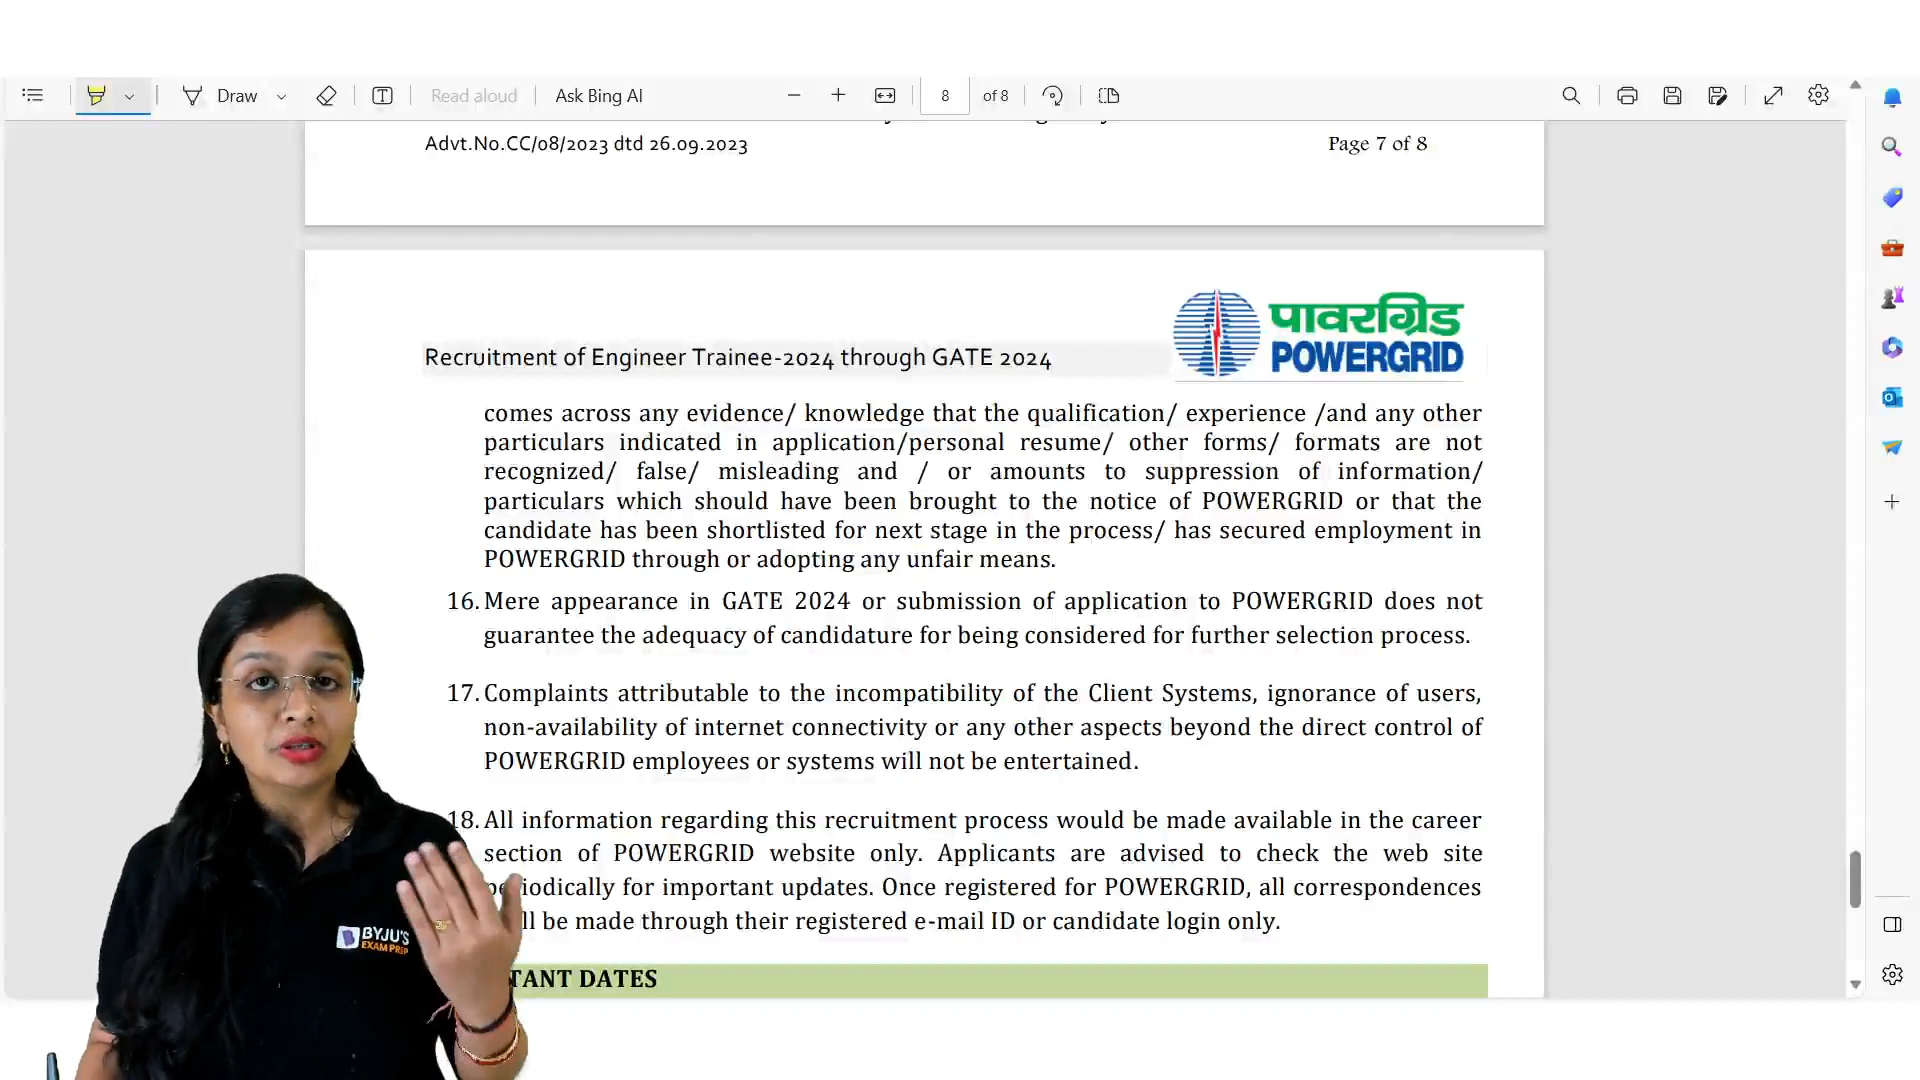 Draw
Read aloud
Ask Bing AI
8 of 8
Advt.No.CC/08/2023 dtd 26.09.2023 Page 7 of 8
पावरग्रिड
POWERGRID
Recruitment of Engineer Trainee-2024 through GATE 2024
comes across any evidence/ knowledge that the qualification/ experience /and any other
particulars indicated in application/personal resume/ other forms/ formats are not
recognized/ false/ misleading and / or amounts to suppression of information/
particulars which should have been brought to the notice of POWERGRID or that the
candidate has been shortlisted for next stage in the process/ has secured employment in
POWERGRID through or adopting any unfair means.
16. Mere appearance in GATE 2024 or submission of application to POWERGRID does not
guarantee the adequacy of candidature for being considered for further selection process.
17. Complaints attributable to the incompatibility of the Client Systems, ignorance of users,
non-availability of internet connectivity or any other aspects beyond the direct control of
POWERGRID employees or systems will not be entertained.
18. All information regarding this recruitment process would be made available in the career
section of POWERGRID website only. Applicants are advised to check the web site
periodically for important updates. Once registered for POWERGRID, all correspondences
be made through their registered e-mail ID or candidate login only.
TANT DATES
BYJU'S
EXAM PREP